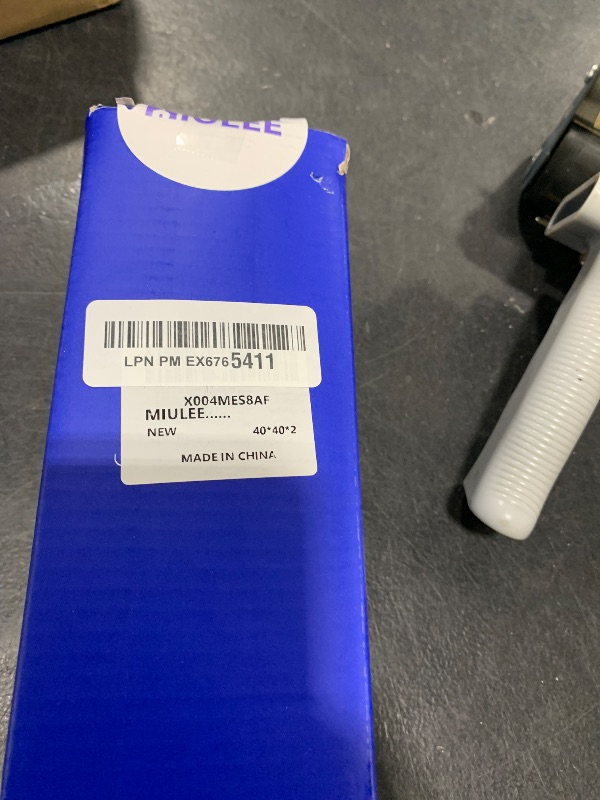 MIULEE
LPN PM EX6765411
X004MES8AF
MIULEE......
NEW 40*40*2
MADE IN CHINA